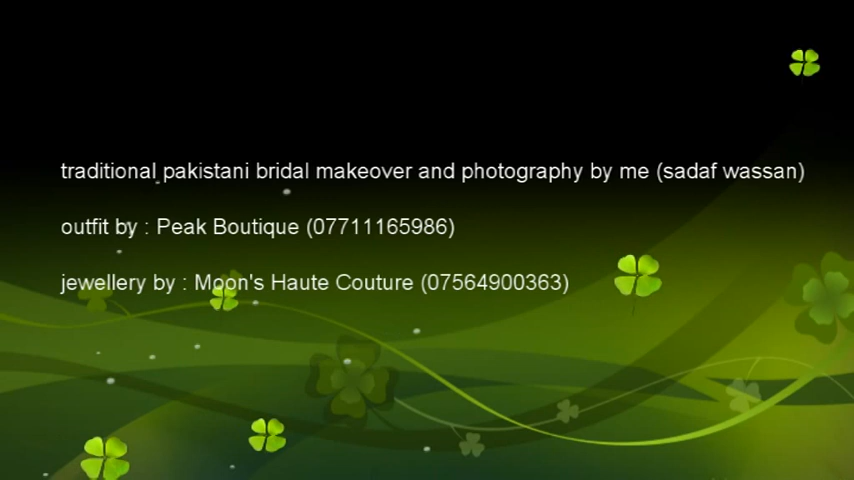 traditional pakistani bridal makeover and photography by me (sadaf wassan)
outfit by : Peak Boutique (07711165986)
jewellery by : Moon's Haute Couture (07564900363)